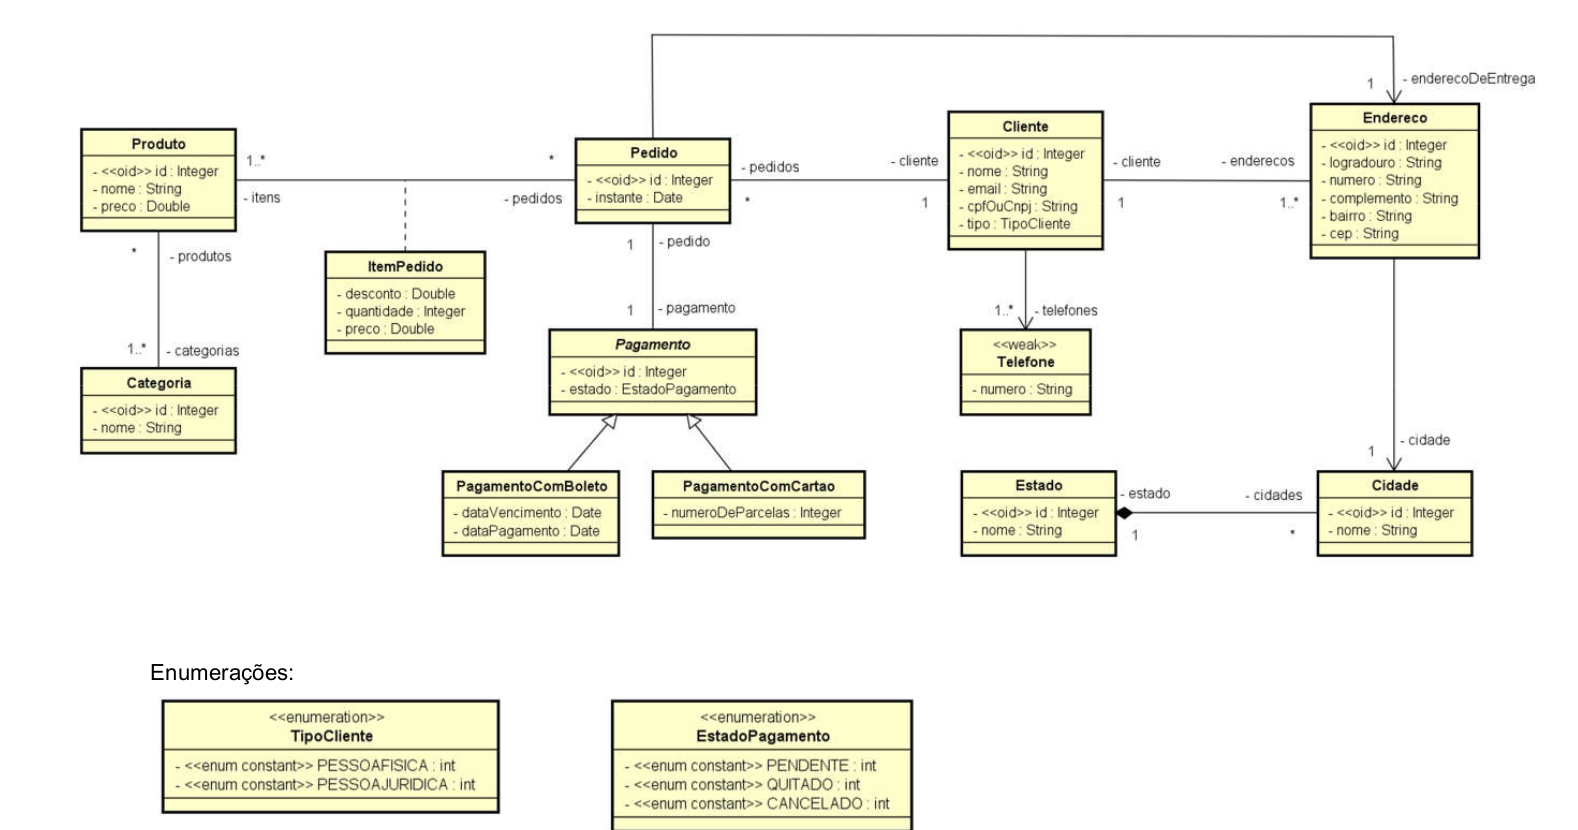 1
- enderecoDeEntrega
Produto
- <<oid>> id : Integer
- nome : String
- preco : Double
1..*
- itens
*
- pedidos
Pedido
- <<oid>> id : Integer
- instante : Date
- pedidos
*
- cliente
1
Cliente
- <<oid>> id : Integer
- nome : String
- email : String
- cpfOuCnpj : String
- tipo : TipoCliente
- cliente
1
- enderecos
1..*
Endereco
- <<oid>> id : Integer
- logradouro : String
- numero : String
- complemento : String
- bairro : String
- cep : String
*
- produtos
ItemPedido
- desconto : Double
- quantidade : Integer
- preco : Double
1
- pedido
1
- pagamento
1..*
- telefones
1..*
- categorias
Categoria
- <<oid>> id : Integer
- nome : String
Pagamento
- <<oid>> id : Integer
- estado : EstadoPagamento
<<weak>>
Telefone
- numero : String
1
- cidade
PagamentoComBoleto
- dataVencimento : Date
- dataPagamento : Date
PagamentoComCartao
- numeroDeParcelas : Integer
Estado
- <<oid>> id : Integer
- nome : String
- estado
1
- cidades
*
Cidade
- <<oid>> id : Integer
- nome : String
Enumerações:
<<enumeration>>
TipoCliente
- <<enum constant>> PESSOAFISICA : int
- <<enum constant>> PESSOAJURIDICA : int
<<enumeration>>
EstadoPagamento
- <<enum constant>> PENDENTE : int
- <<enum constant>> QUITADO : int
- <<enum constant>> CANCELADO : int